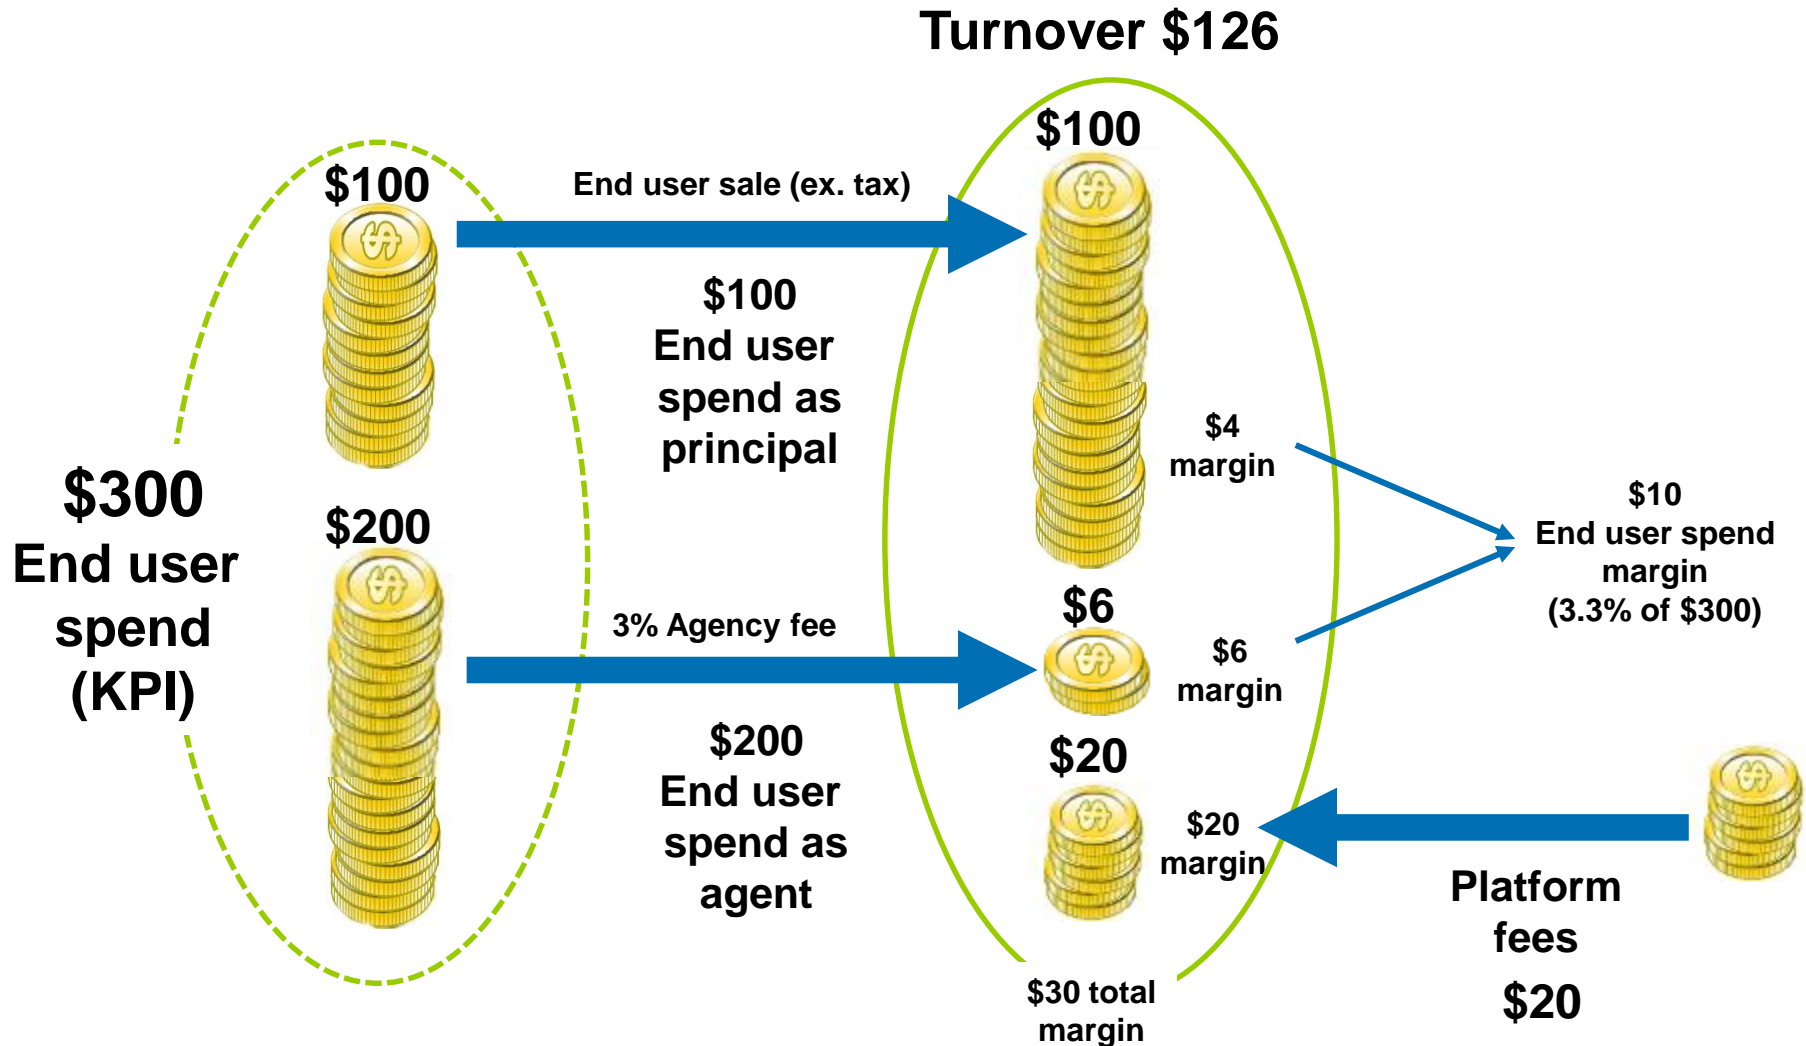 Turnover $126
$100
$100
End user sale (ex. tax)
$100
End user
spend as
principal
$4
margin
$300
End user
spend
(KPI)
$200
$10
End user spend
margin
(3.3% of $300)
3% Agency fee
$6
$6
margin
$200
End user
spend as
agent
$20
$20
margin
Platform
fees
$20
$30 total
margin